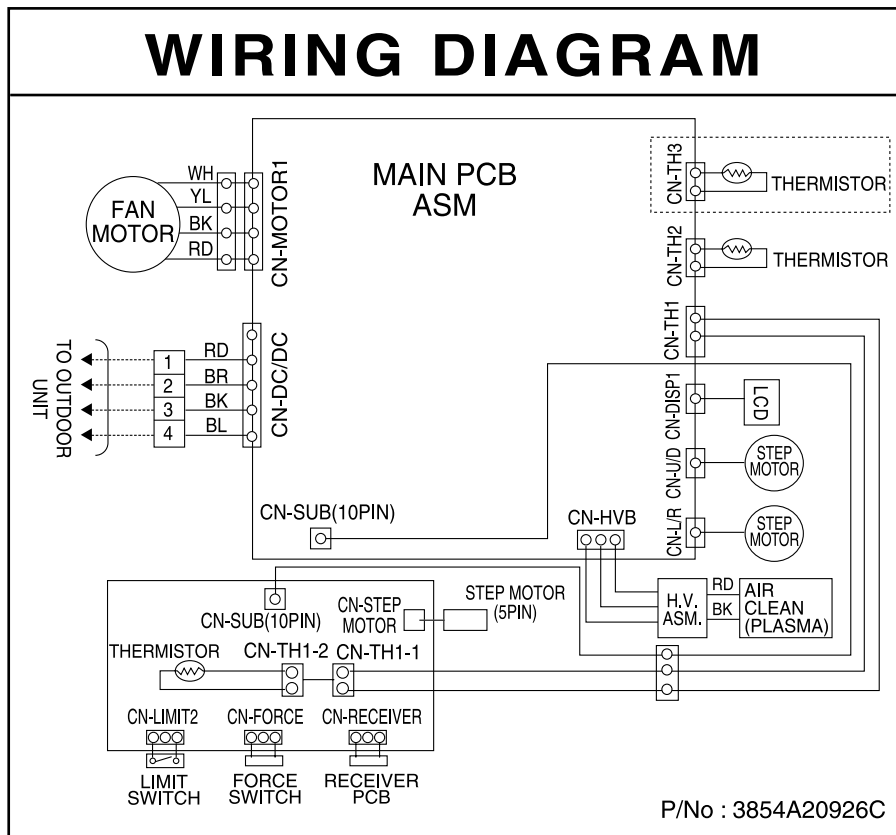 WIRING DIAGRAM
MAIN PCB
ASM
FAN
MOTOR
WH
YL
BK
RD
CN-MOTOR1
CN-TH3
THERMISTOR
CN-TH2
THERMISTOR
CN-TH1
TO OUTDOOR
UNIT
1
2
3
4
RD
BR
BK
BL
CN-DC/DC
CN-DISP1
LCD
CN-U/D
STEP
MOTOR
CN-L/R
STEP
MOTOR
CN-SUB(10PIN)
CN-HVB
H.V.
ASM.
RD
BK
AIR
CLEAN
(PLASMA)
CN-SUB(10PIN)
CN-STEP
MOTOR
STEP MOTOR
(5PIN)
THERMISTOR
CN-TH1-2
CN-TH1-1
CN-LIMIT2
CN-FORCE
CN-RECEIVER
LIMIT
SWITCH
FORCE
SWITCH
RECEIVER
PCB
P/No : 3854A20926C